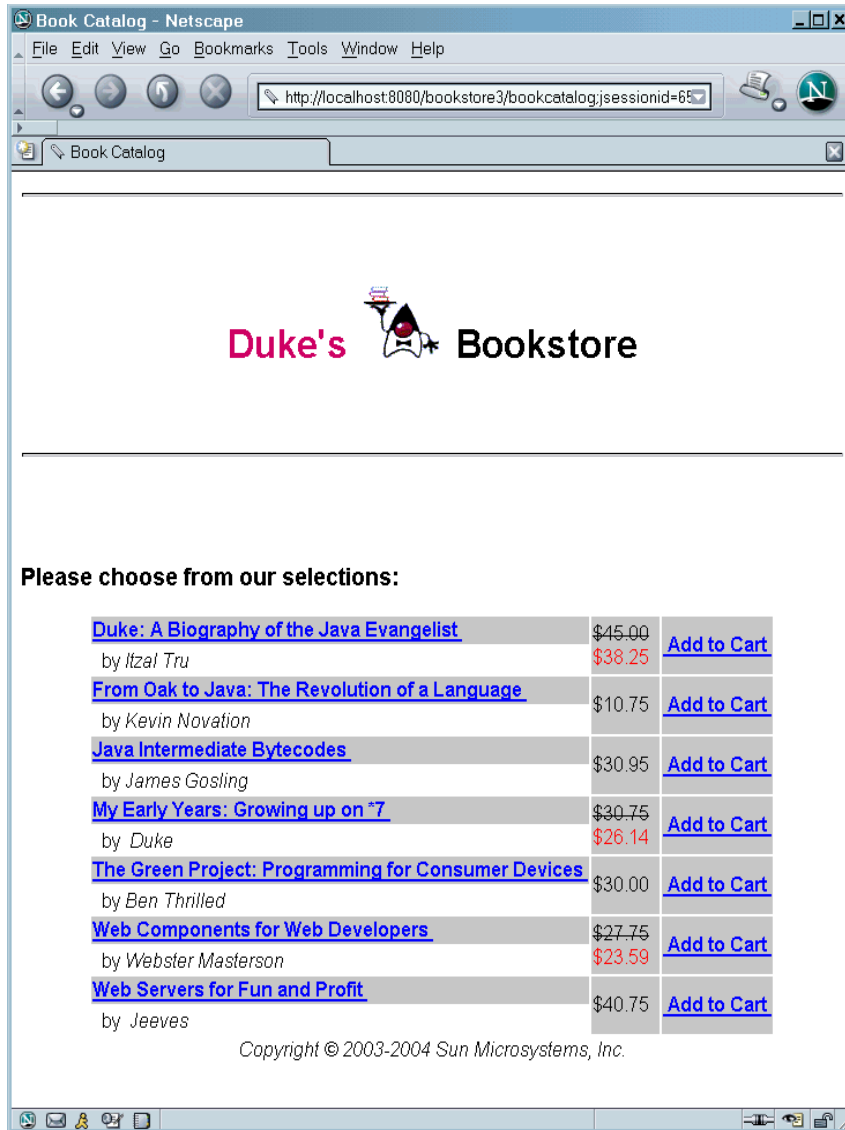 Book Catalog - Netscape
File Edit View Go Bookmarks Tools Window Help
http://localhost:8080/bookstore3/bookcatalog;jsessionid=65
N
Book Catalog
Duke's Bookstore
Please choose from our selections:
Duke: A Biography of the Java Evangelist
$45.00
by Itzal Tru
$38.25
Add to Cart
From Oak to Java: The Revolution of a Language
by Kevin Novation
$10.75
Add to Cart
Java Intermediate Bytecodes
by James Gosling
$30.95
Add to Cart
My Early Years: Growing up on *7
$30.75
by Duke
$26.14
Add to Cart
The Green Project: Programming for Consumer Devices
by Ben Thrilled
$30.00
Add to Cart
Web Components for Web Developers
$27.75
by Webster Masterson
$23.59
Add to Cart
Web Servers for Fun and Profit
by Jeeves
$40.75
Add to Cart
Copyright © 2003-2004 Sun Microsystems, Inc.